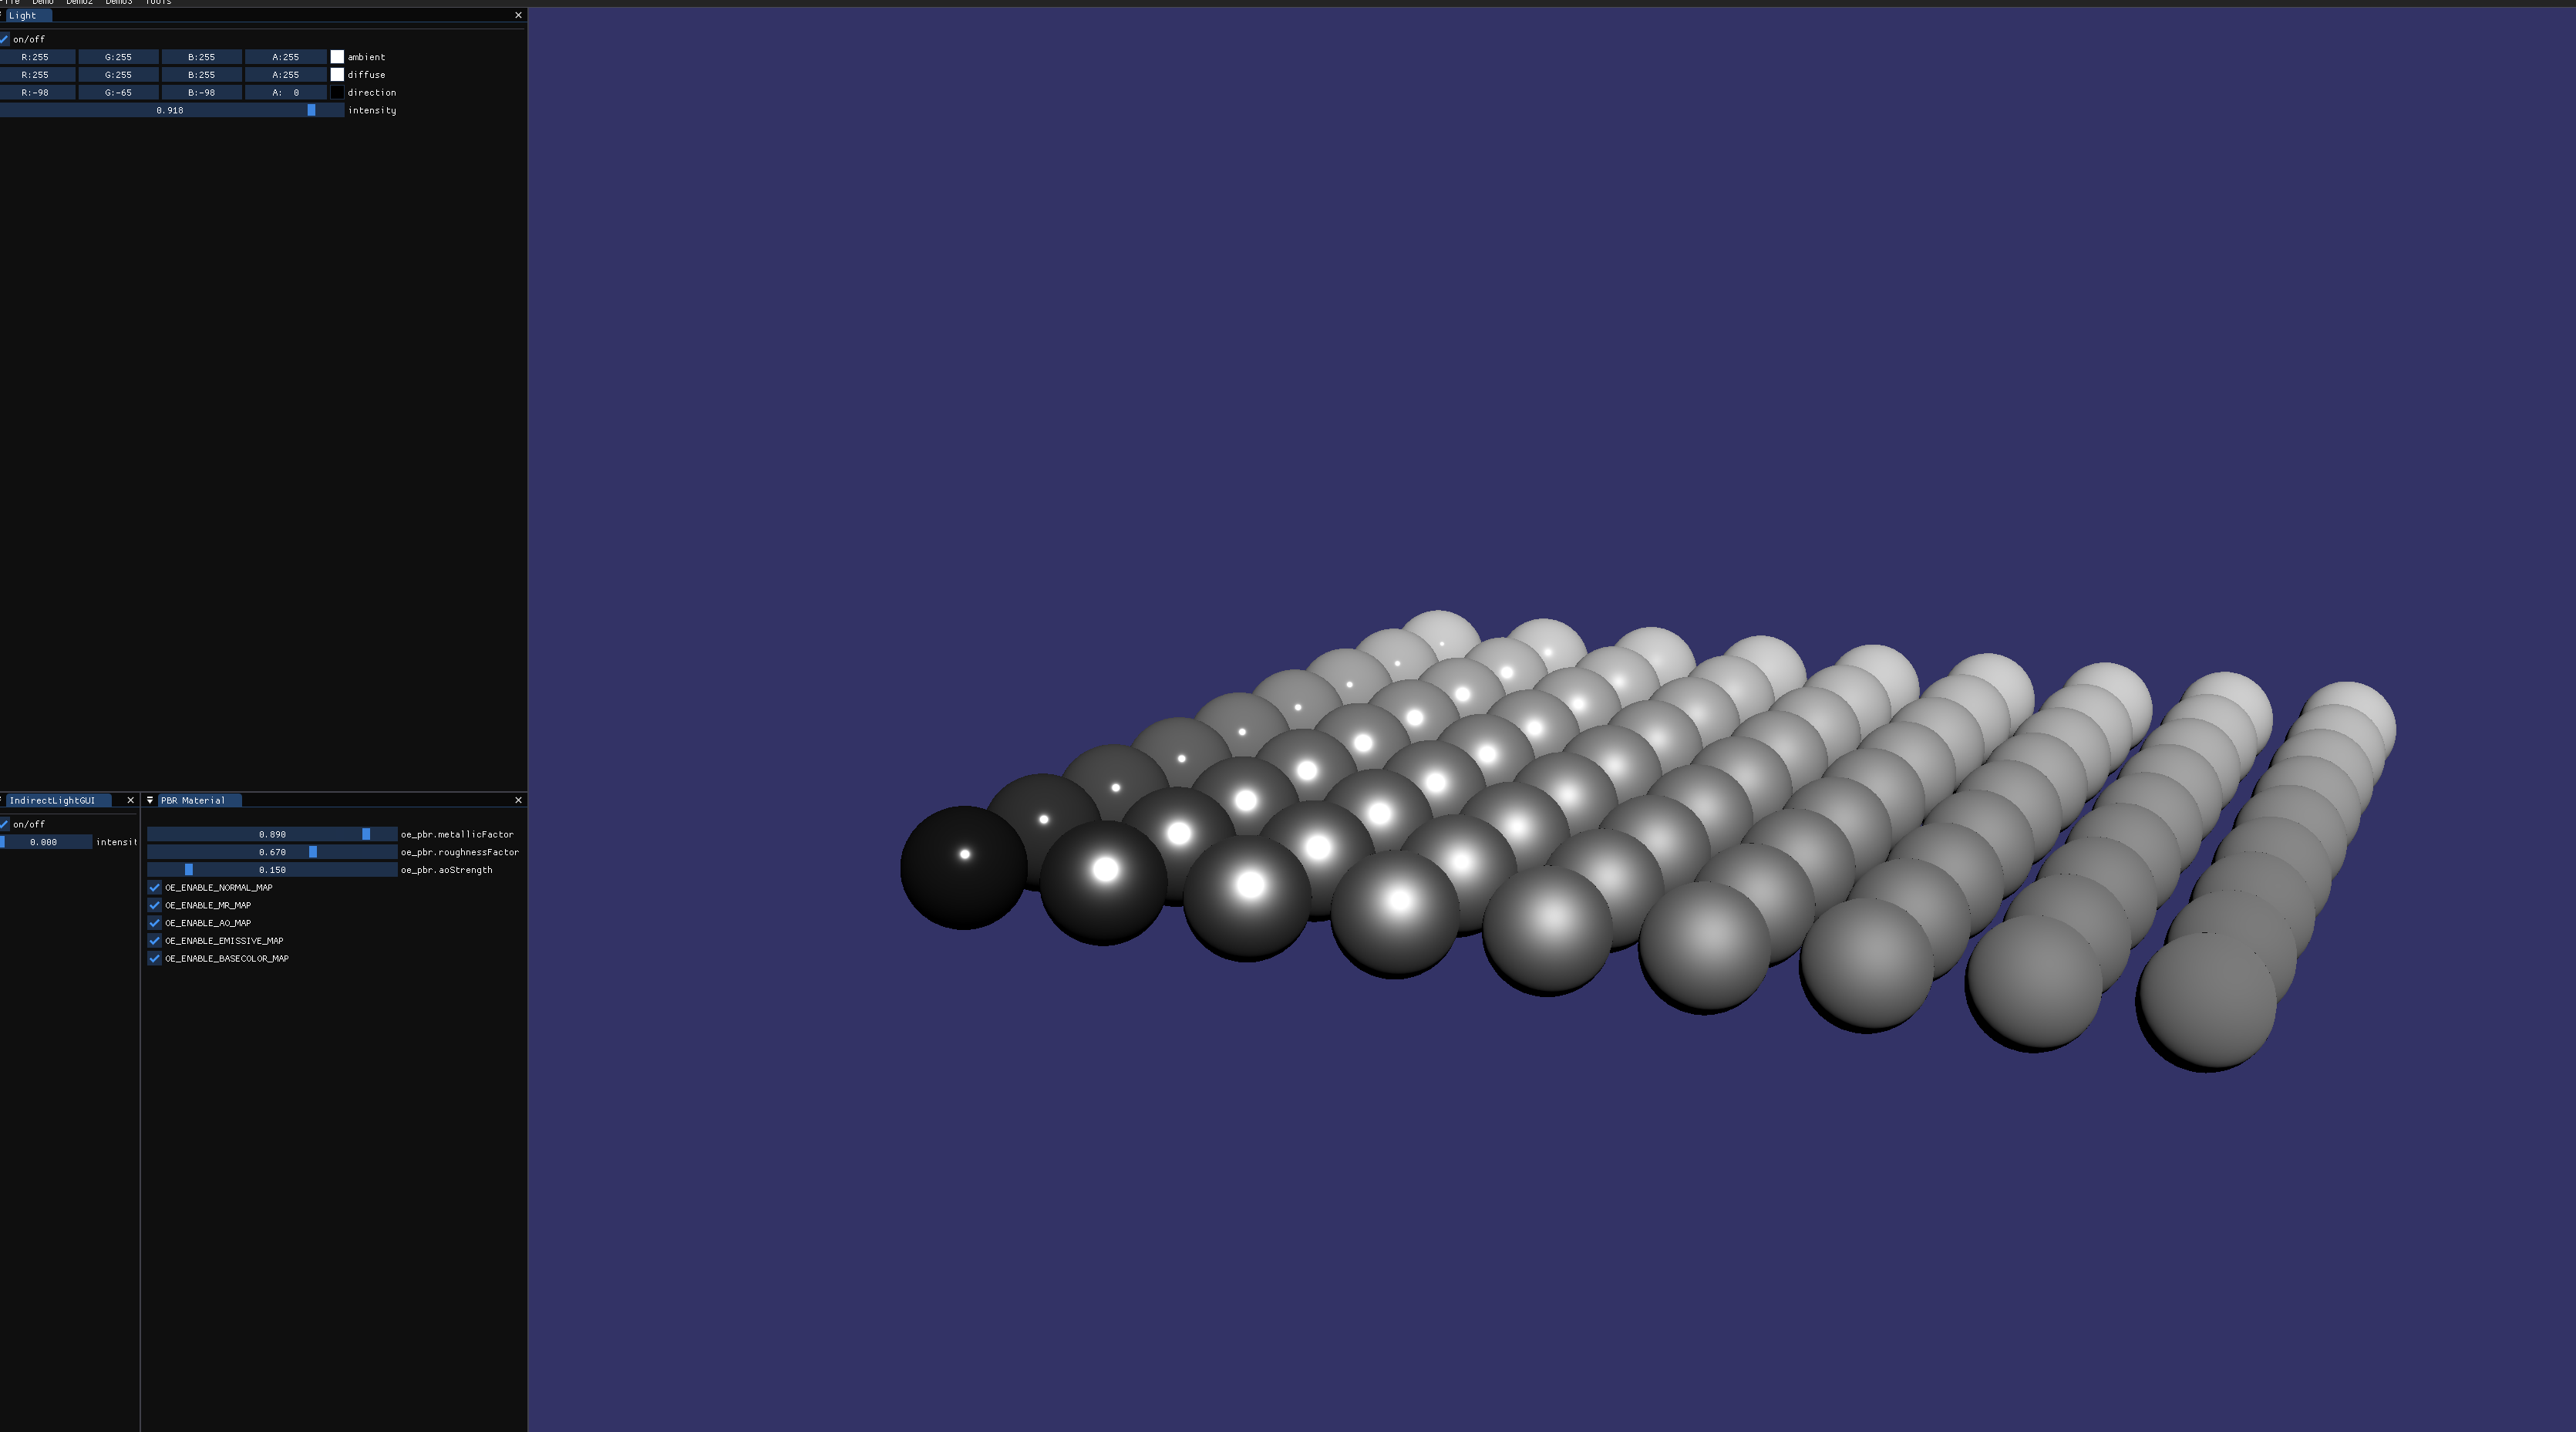 File Demo Demo2 Demo3 Tools
Light
on/off
R:255 G:255 B:255 A:255 ambient
R:255 G:255 B:255 A:255 diffuse
R:-98 G:-65 B:-98 A: 0 direction
0.918 intensity
IndirectLightGUI
on/off
0.000 intensit
PBR Material
0.890 oe_pbr.metallicFactor
0.670 oe_pbr.roughnessFactor
0.150 oe_pbr.aoStrength
OE_ENABLE_NORMAL_MAP
OE_ENABLE_MR_MAP
OE_ENABLE_AO_MAP
OE_ENABLE_EMISSIVE_MAP
OE_ENABLE_BASECOLOR_MAP